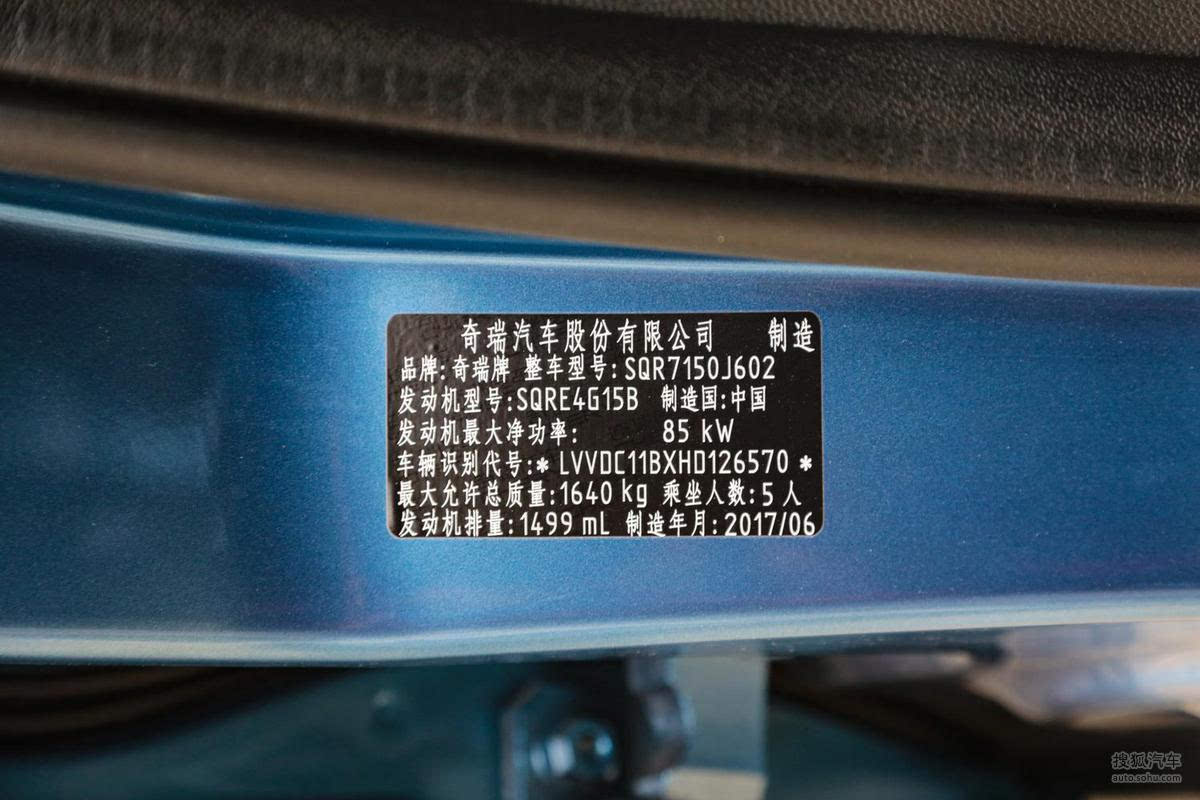 奇瑞汽车股份有限公司 制造
品牌:奇瑞牌 整车型号:SQR7150J602
发动机型号:SQRE4G15B 制造国:中国
发动机最大净功率: 85 kW
车辆识别代号:* LVVDC11BXHD126570 *
最大允许总质量:1640 kg 乘坐人数:5 人
发动机排量:1499 mL 制造年月:2017/06
搜狐汽车
auto.sohu.com